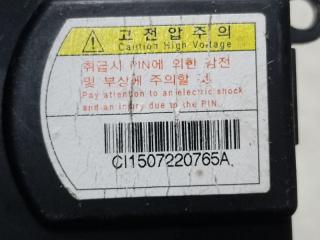 고전압주의
Caution High Voltage
취급시 PIN에 위한 감전
및 부상에 주의할 것
Pay attention to an electric shock
and an injury due to the PIN.
CI1507220765A